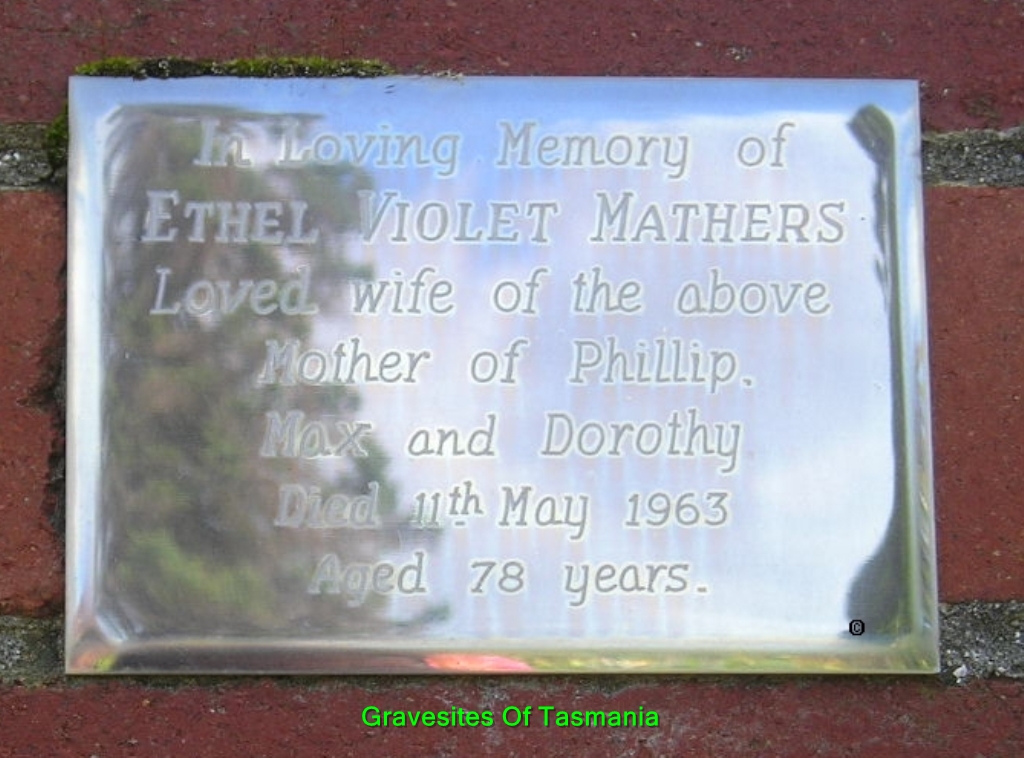 In Loving Memory of
ETHEL VIOLET MATHERS
Loved wife of the above
Mother of Phillip.
Max and Dorothy
Died 11th May 1963
Aged 78 years.
©
Gravesites Of Tasmania